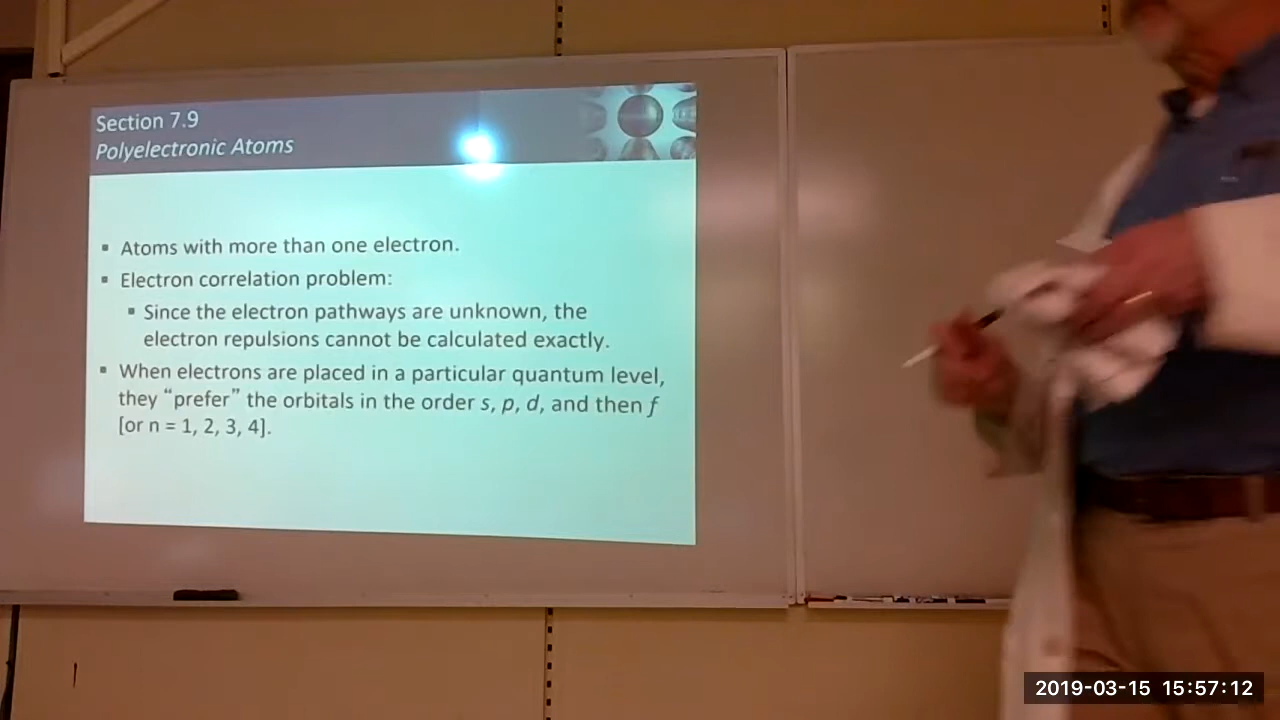 Section 7.9
Polyelectronic Atoms
▪ Atoms with more than one electron.
▪ Electron correlation problem:
▪ Since the electron pathways are unknown, the
electron repulsions cannot be calculated exactly.
▪ When electrons are placed in a particular quantum level,
they “prefer” the orbitals in the order s, p, d, and then f
[or n = 1, 2, 3, 4].
2019-03-15 15:57:12